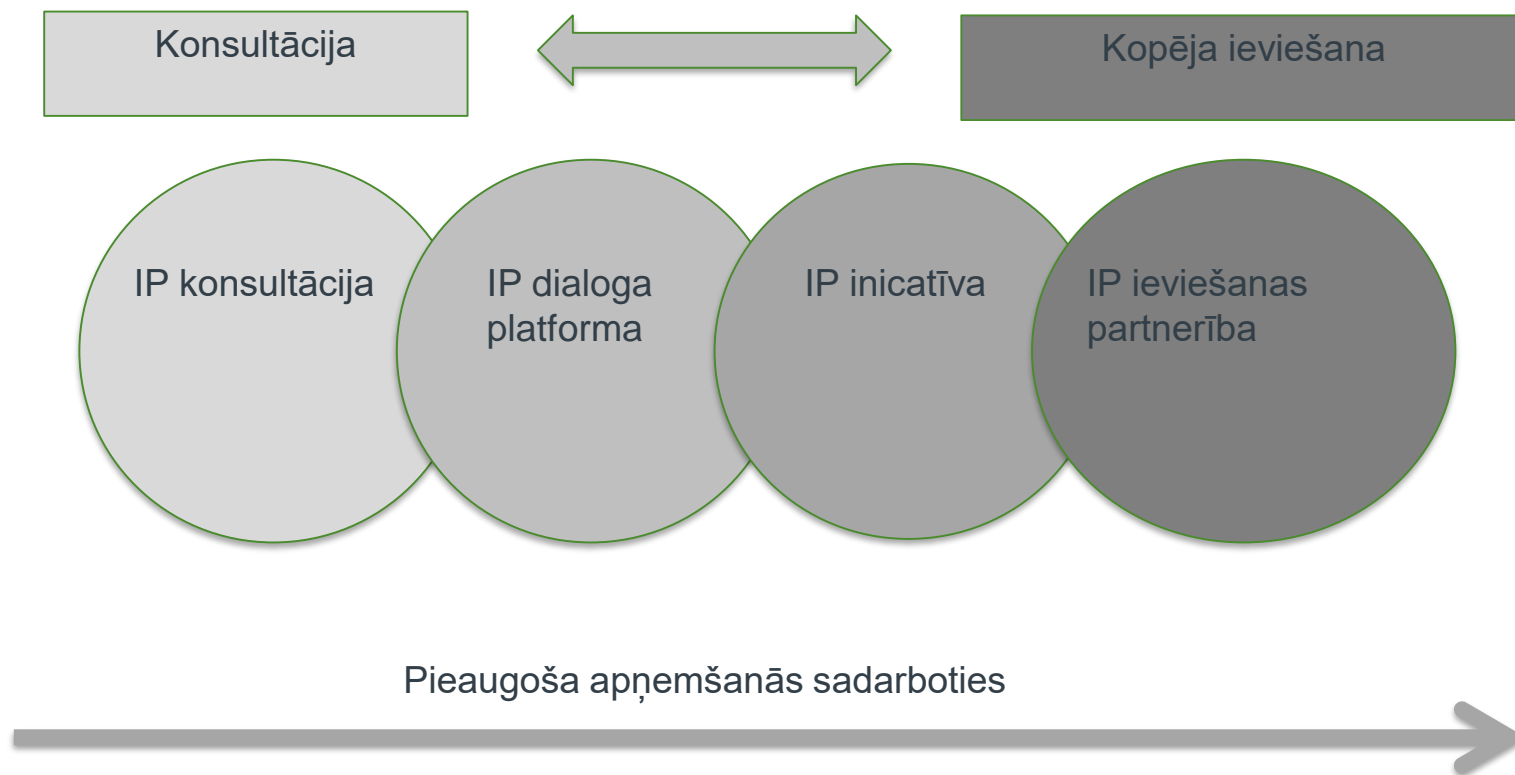 Konsultācija
Kopēja ieviešana
IP konsultācija
IP dialoga
platforma
IP inicatīva
IP ieviešanas
partnerība
Pieaugoša apņemšanās sadarboties